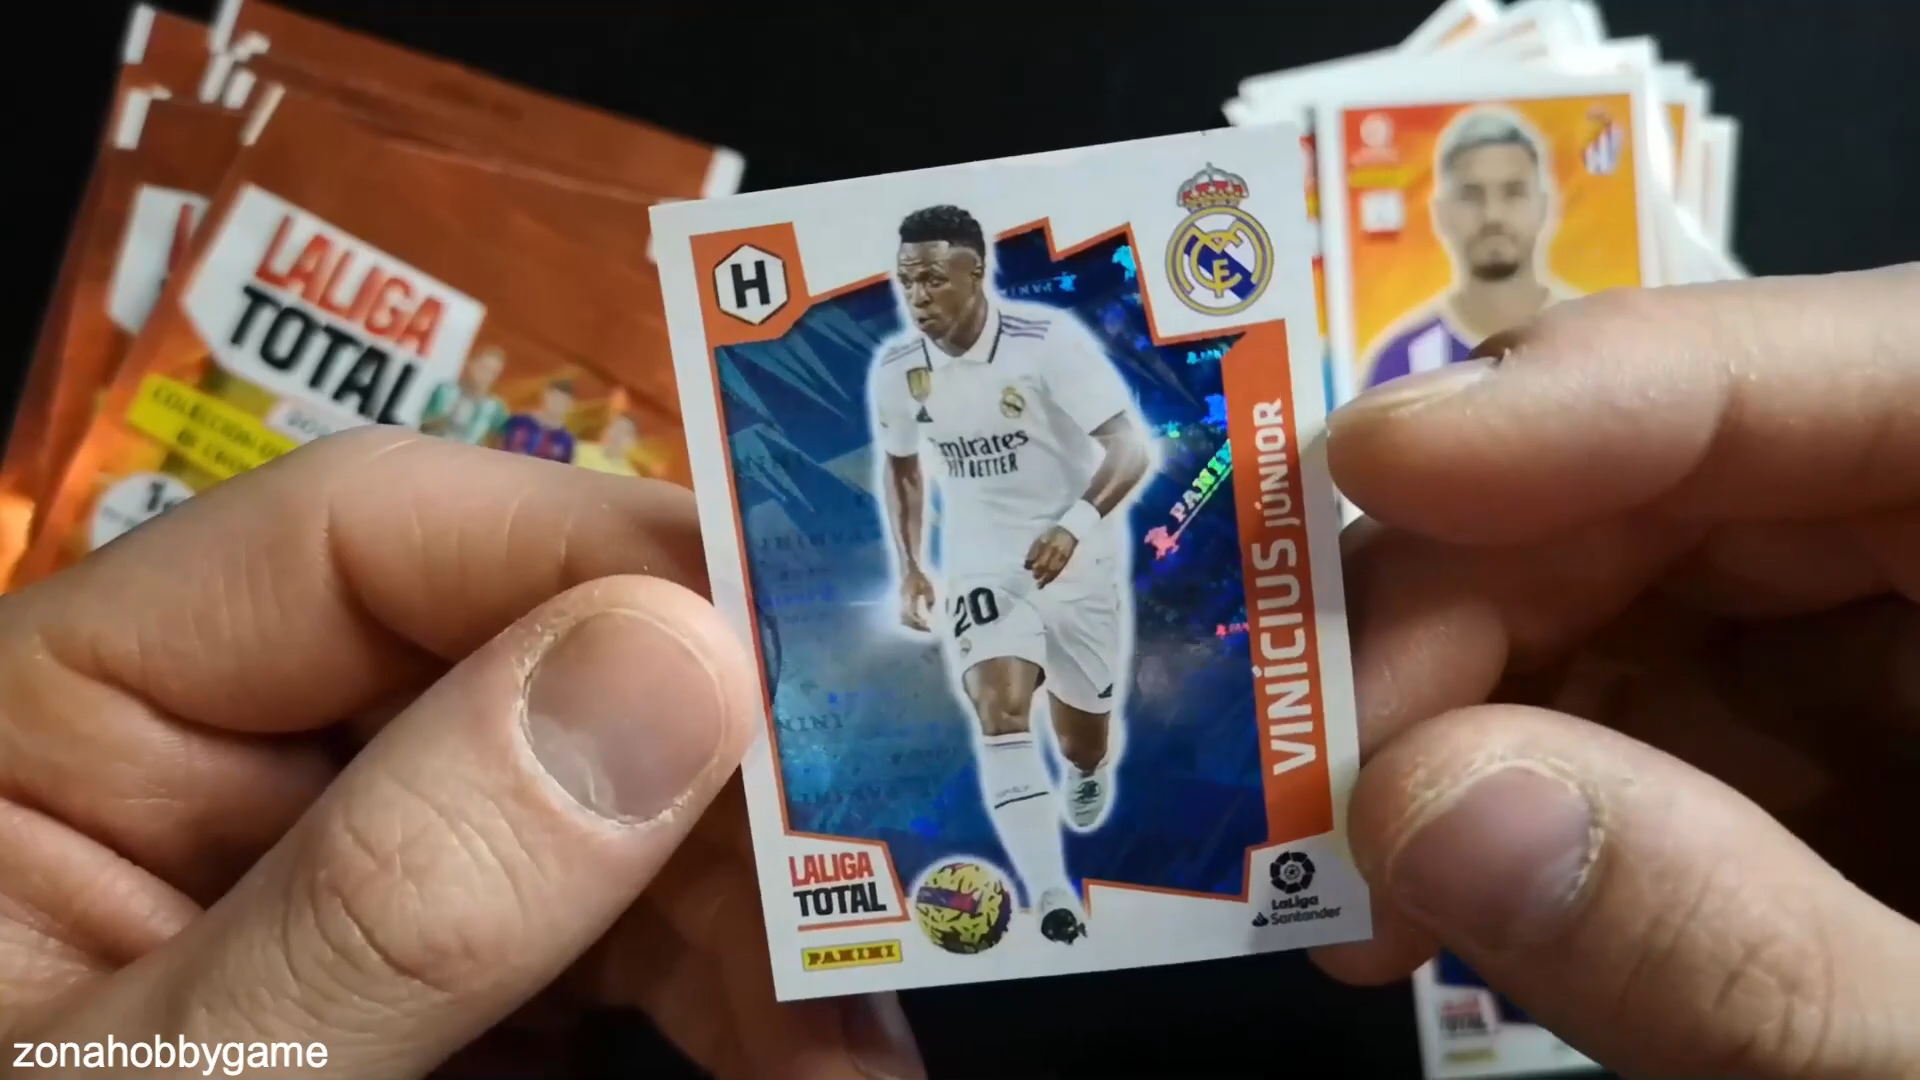 LALIGA
TOTAL
H
Emirates
FLY BETTER
20
PANINI
VINÍCIUS JÚNIOR
LALIGA
TOTAL
PANINI
LaLiga
Santander
zonahobbygame